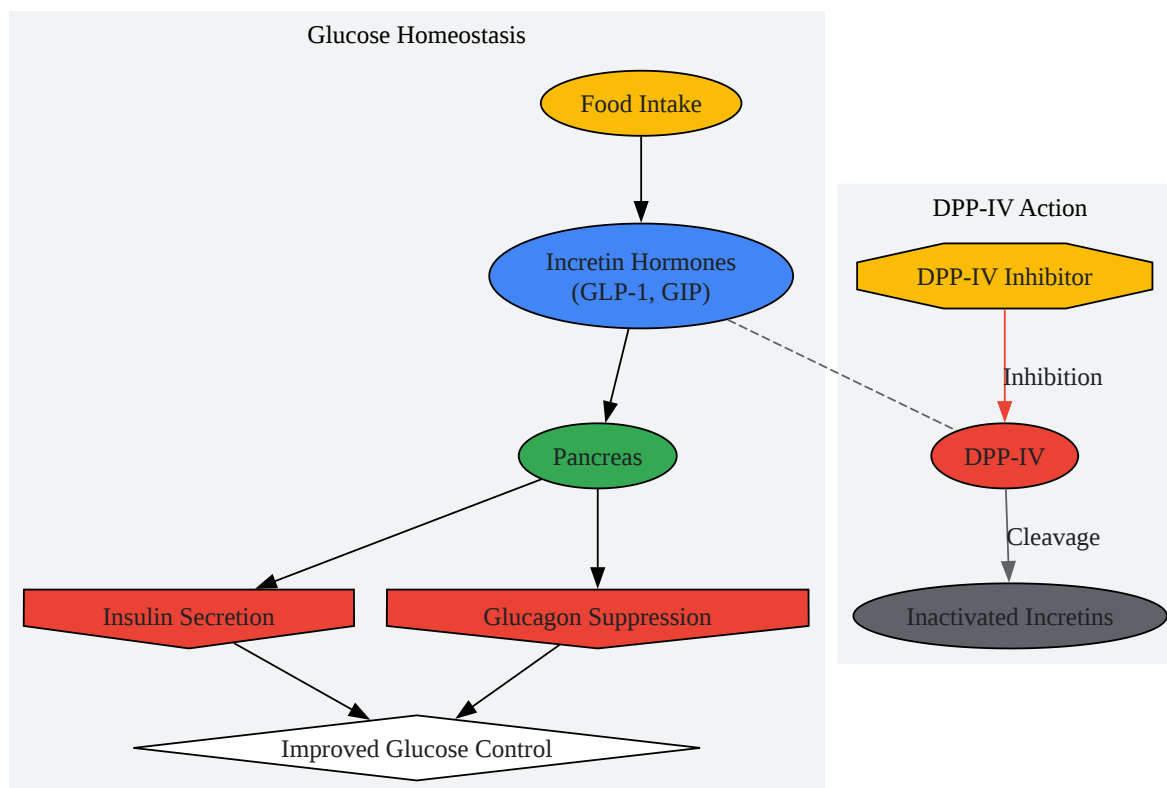 Glucose Homeostasis
Food Intake
Incretin Hormones
(GLP-1, GIP)
Pancreas
Insulin Secretion
Glucagon Suppression
Improved Glucose Control
DPP-IV Action
DPP-IV Inhibitor
Inhibition
DPP-IV
Cleavage
Inactivated Incretins